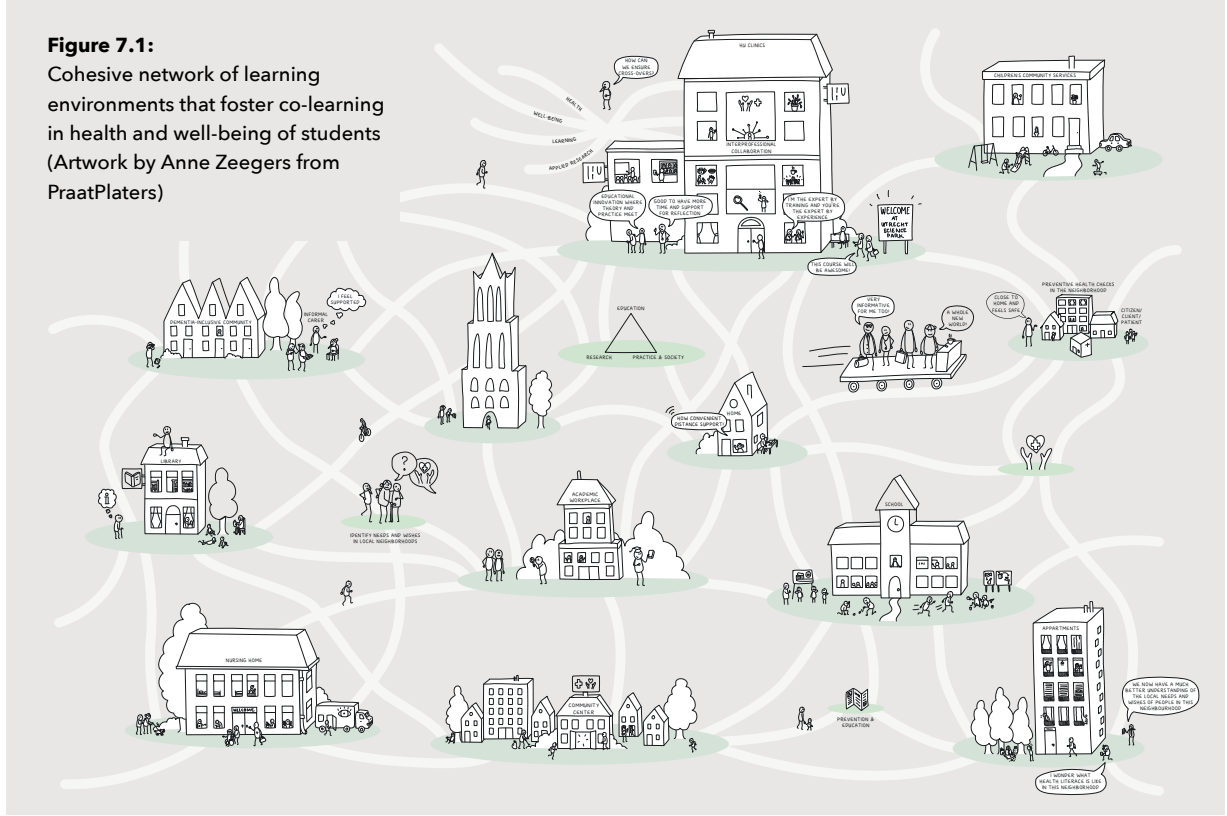 Figure 7.1:
Cohesive network of learning
environments that foster co-learning
in health and well-being of students
(Artwork by Anne Zeegers from
PraatPlaters)
HU CLINICS
HOW CAN
WE ENSURE
CROSS-OVERS?
HEALTH
WELL-BEING
LEARNING
APPLIED RESEARCH
INTERPROFESSIONAL
COLLABORATION
EDUCATIONAL
INNOVATION WHERE
THEORY AND
PRACTICE MEET
GOOD TO HAVE MORE
TIME AND SUPPORT
FOR REFLECTION
I'M THE EXPERT BY
TRAINING AND YOU'RE
THE EXPERT BY
EXPERIENCE
WELCOME
AT
UTRECHT
SCIENCE
PARK
THIS COURSE WILL
BE AWESOME!
CHILDRENS COMMUNITY SERVICES
DEMENTIA-INCLUSIVE COMMUNITY
INFORMAL
CARER
I FEEL
SUPPORTED
EDUCATION
RESEARCH
PRACTICE & SOCIETY
VERY
INFORMATIVE
FOR ME TOO!
A WHOLE
NEW
WORLD!
PREVENTIVE HEALTH CHECKS
IN THE NEIGHBORHOOD
CLOSE TO
HOME AND
FEELS SAFE
CITIZEN/
CLIENT/
PATIENT
HOW CONVENIENT
DISTANCE SUPPORT!
HOME
LIBRARY
i
?
IDENTIFY NEEDS AND WISHES
IN LOCAL NEIGHBORHOODS
ACADEMIC
WORKPLACE
SCHOOL
NURSING HOME
WELCOME
COMMUNITY
CENTER
PREVENTION &
EDUCATION
APPARTMENTS
WE NOW HAVE A MUCH
BETTER UNDERSTANDING OF
THE LOCAL NEEDS AND
WISHES OF PEOPLE IN THIS
NEIGHBOURHOOD
I WONDER WHAT
HEALTH LITERACE IS LIKE
IN THIS NEIGHBORHOOD